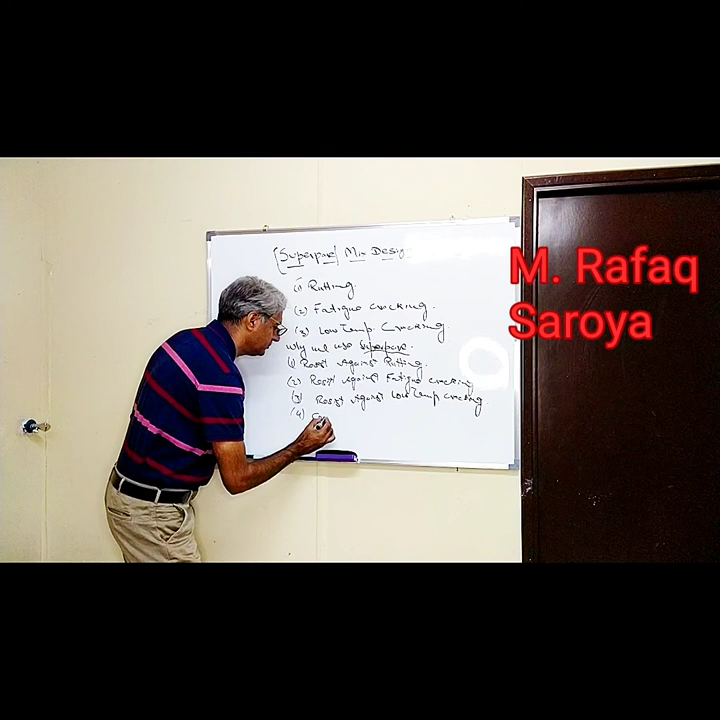 [Superpave] Mix Design
(1) Rutting.
(2) Fatigue cracking.
(3) Low Temp. Cracking.
why we use Superpave.
(1) Resist Against Rutting.
(2) Resist against Fatigue cracking
(3) Resist Against Low Temp cracking
(4) Co
M. Rafaq
Saroya